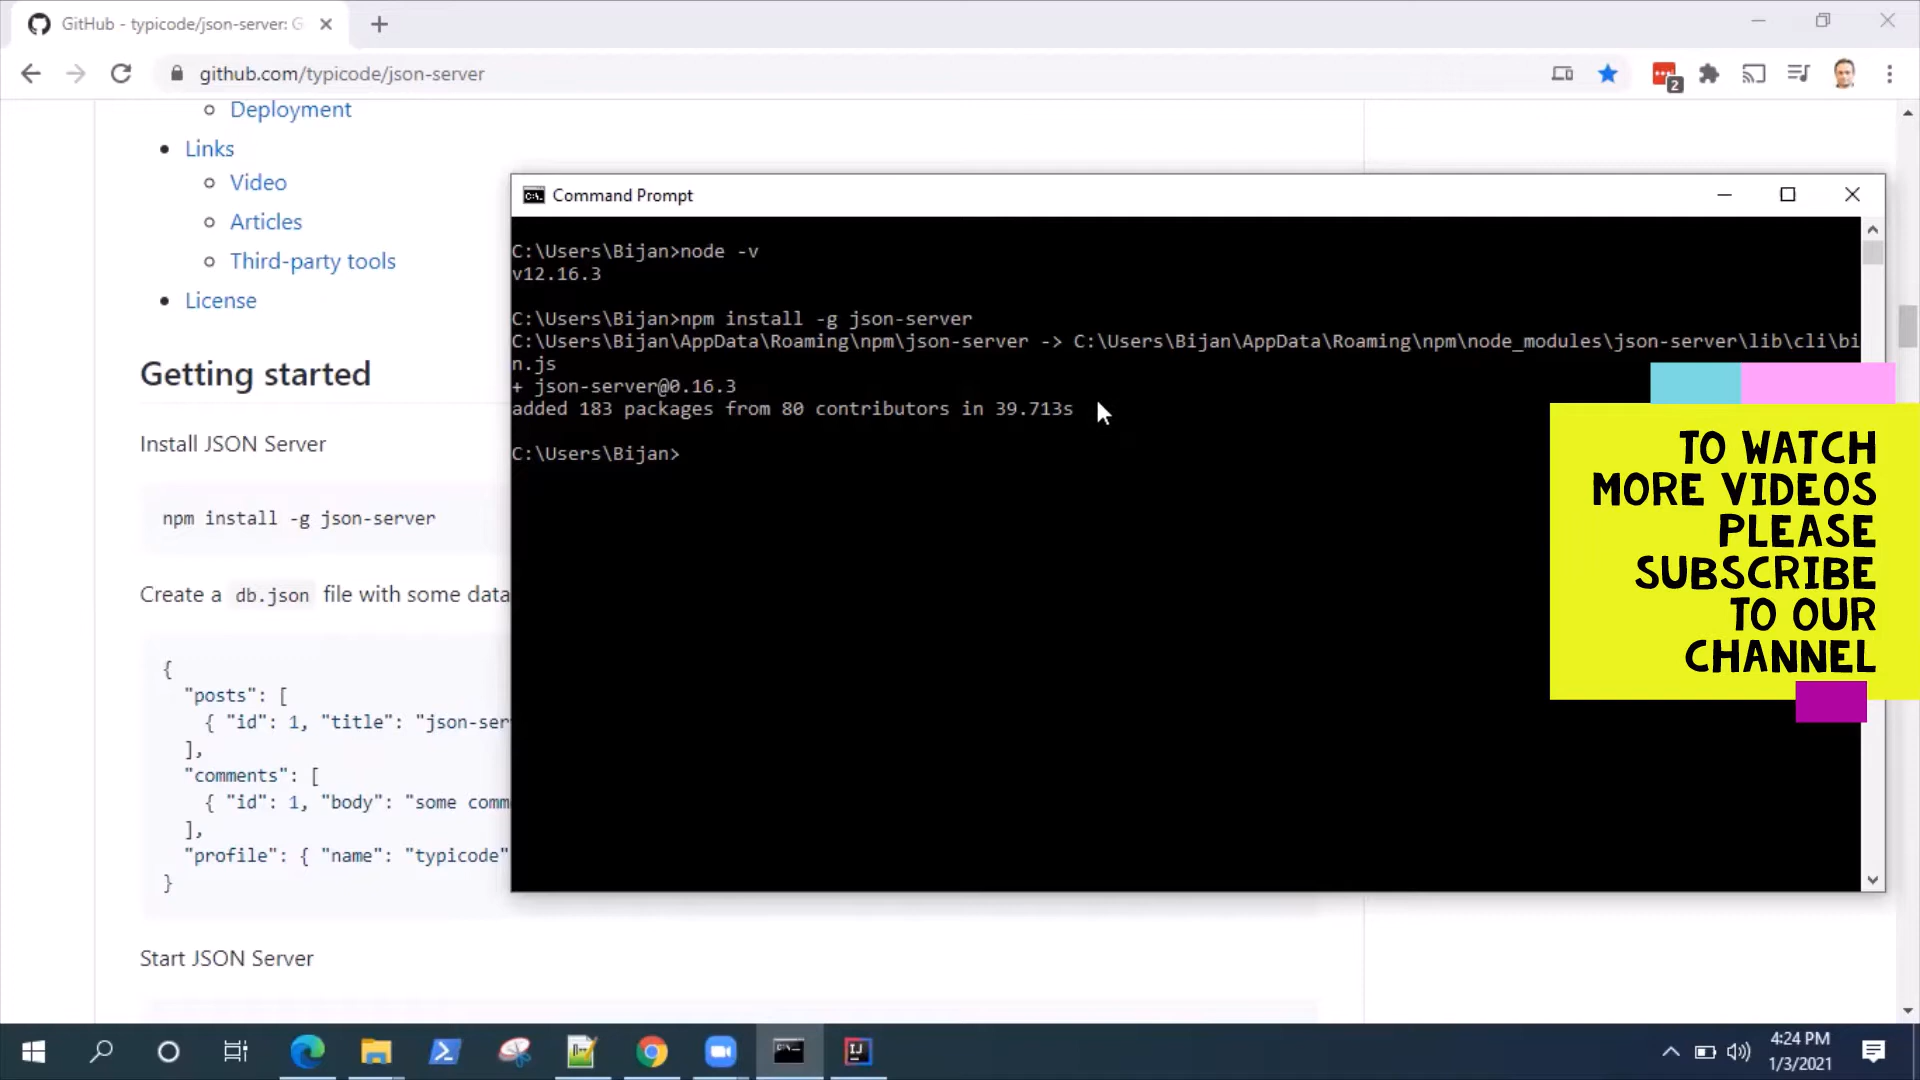 GitHub - typicode/json-server: G
github.com/typicode/json-server
2
Deployment
Links
Video
Articles
Third-party tools
License
Getting started
Install JSON Server
npm install -g json-server
Create a db.json file with some data
{
"posts": [
{ "id": 1, "title": "json-ser
],
"comments": [
{ "id": 1, "body": "some comm
],
"profile": { "name": "typicode"
}
Start JSON Server
Command Prompt
C:\Users\Bijan>node -v
v12.16.3
C:\Users\Bijan>npm install -g json-server
C:\Users\Bijan\AppData\Roaming\npm\json-server -> C:\Users\Bijan\AppData\Roaming\npm\node_modules\json-server\lib\cli\bi
n.js
+ json-server@0.16.3
added 183 packages from 80 contributors in 39.713s
C:\Users\Bijan>
TO WATCH
MORE VIDEOS
PLEASE
SUBSCRIBE
TO OUR
CHANNEL
IJ
4:24 PM
1/3/2021